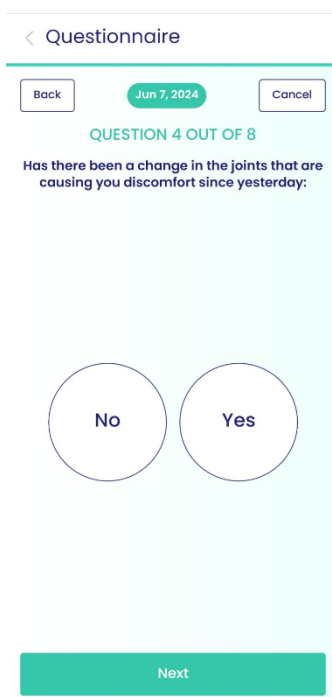 Questionnaire
Back
Jun 7, 2024
Cancel
QUESTION 4 OUT OF 8
Has there been a change in the joints that are
causing you discomfort since yesterday:
No
Yes
Next